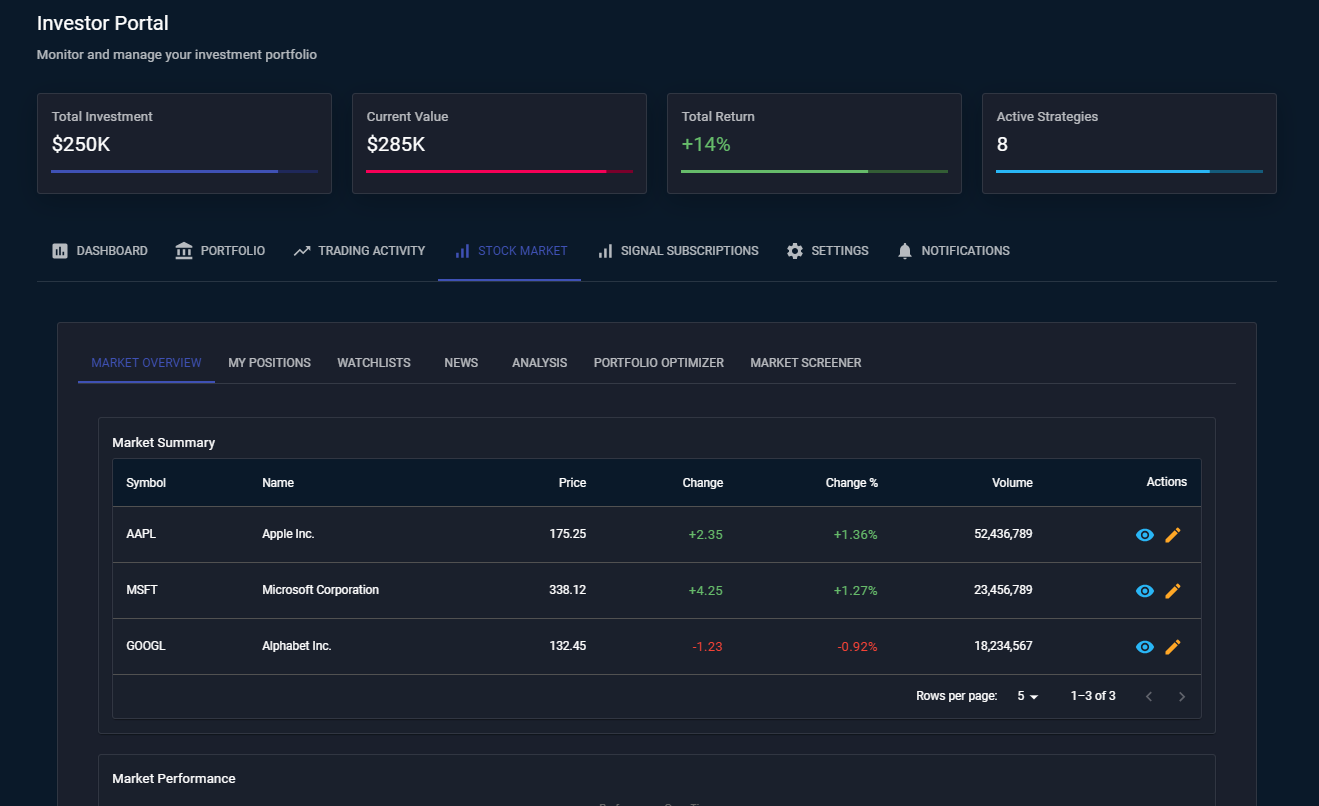 Investor Portal
Monitor and manage your investment portfolio
Total Investment Current Value Total Return Active Strategies
$250K $285K +14% 8
DASHBOARD PORTFOLIO TRADING ACTIVITY STOCK MARKET SIGNAL SUBSCRIPTIONS SETTINGS NOTIFICATIONS
MARKET OVERVIEW MY POSITIONS WATCHLISTS NEWS ANALYSIS PORTFOLIO OPTIMIZER MARKET SCREENER
Market Summary
Symbol Name Price Change Change % Volume Actions
AAPL Apple Inc. 175.25 +2.35 +1.36% 52,436,789
MSFT Microsoft Corporation 338.12 +4.25 +1.27% 23,456,789
GOOGL Alphabet Inc. 132.45 -1.23 -0.92% 18,234,567
Rows per page: 5 1–3 of 3
Market Performance